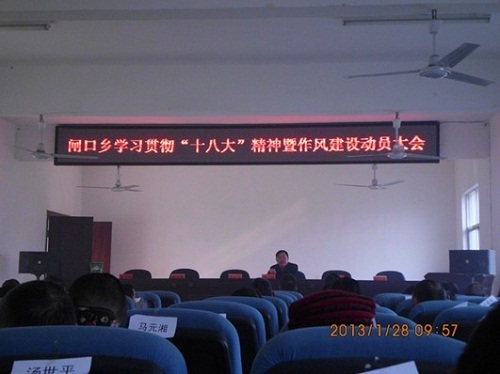 闸口乡学习贯彻“十八大”精神暨作风建设动员大会
马元湘
汤世平
2013/1/28 09:57